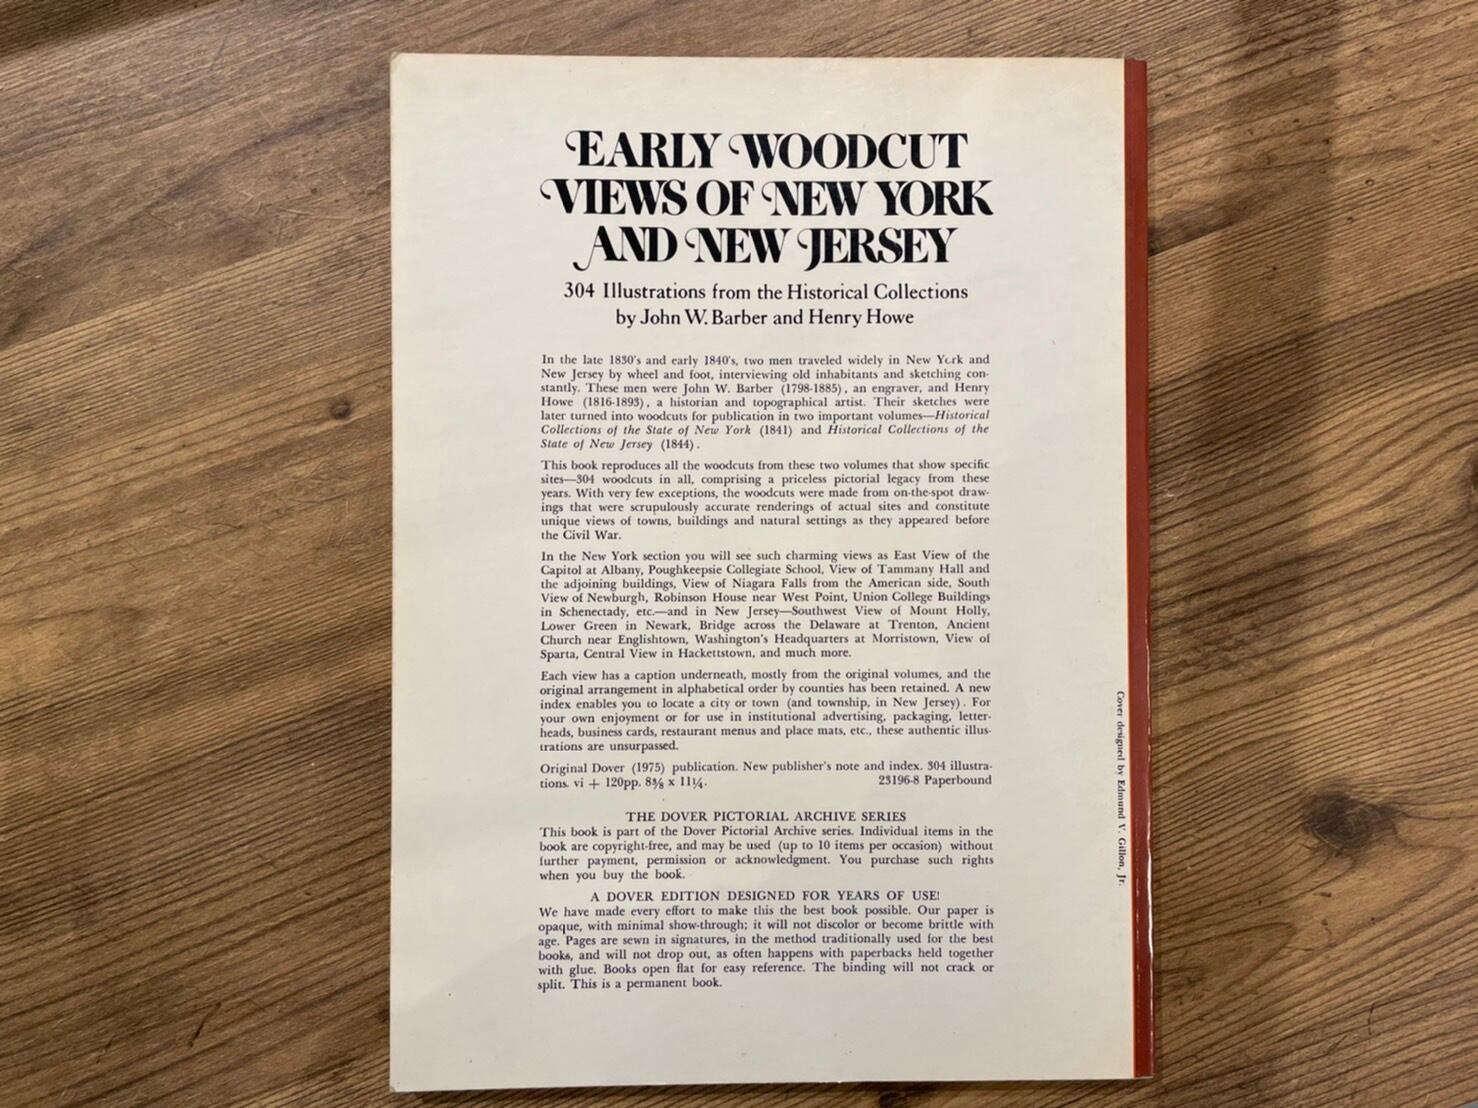 EARLY WOODCUT
VIEWS OF NEW YORK
AND NEW JERSEY
304 Illustrations from the Historical Collections
by John W. Barber and Henry Howe
In the late 1830's and early 1840's, two men traveled widely in New York and
New Jersey by wheel and foot, interviewing old inhabitants and sketching con-
stantly. These men were John W. Barber (1798-1885), an engraver, and Henry
Howe (1816-1893), a historian and topographical artist. Their sketches were
later turned into woodcuts for publication in two important volumes—Historical
Collections of the State of New York (1841) and Historical Collections of the
State of New Jersey (1844).
This book reproduces all the woodcuts from these two volumes that show specific
sites—304 woodcuts in all, comprising a priceless pictorial legacy from these
years. With very few exceptions, the woodcuts were made from on-the-spot draw-
ings that were scrupulously accurate renderings of actual sites and constitute
unique views of towns, buildings and natural settings as they appeared before
the Civil War.
In the New York section you will see such charming views as East View of the
Capitol at Albany, Poughkeepsie Collegiate School, View of Tammany Hall and
the adjoining buildings, View of Niagara Falls from the American side, South
View of Newburgh, Robinson House near West Point, Union College Buildings
in Schenectady, etc.—and in New Jersey—Southwest View of Mount Holly,
Lower Green in Newark, Bridge across the Delaware at Trenton, Ancient
Church near Englishtown, Washington's Headquarters at Morristown, View of
Sparta, Central View in Hackettstown, and much more.
Each view has a caption underneath, mostly from the original volumes, and the
original arrangement in alphabetical order by counties has been retained. A new
index enables you to locate a city or town (and township, in New Jersey). For
your own enjoyment or for use in institutional advertising, packaging, letter-
heads, business cards, restaurant menus and place mats, etc., these authentic illus-
trations are unsurpassed.
Original Dover (1975) publication. New publisher's note and index. 304 illustra-
tions. vi + 120pp. 8⅜ x 11¼. 23196-8 Paperbound
THE DOVER PICTORIAL ARCHIVE SERIES
This book is part of the Dover Pictorial Archive series. Individual items in the
book are copyright-free, and may be used (up to 10 items per occasion) without
further payment, permission or acknowledgment. You purchase such rights
when you buy the book.
A DOVER EDITION DESIGNED FOR YEARS OF USE!
We have made every effort to make this the best book possible. Our paper is
opaque, with minimal show-through; it will not discolor or become brittle with
age. Pages are sewn in signatures, in the method traditionally used for the best
books, and will not drop out, as often happens with paperbacks held together
with glue. Books open flat for easy reference. The binding will not crack or
split. This is a permanent book.
Cover designed by Edmund V. Gillon, Jr.